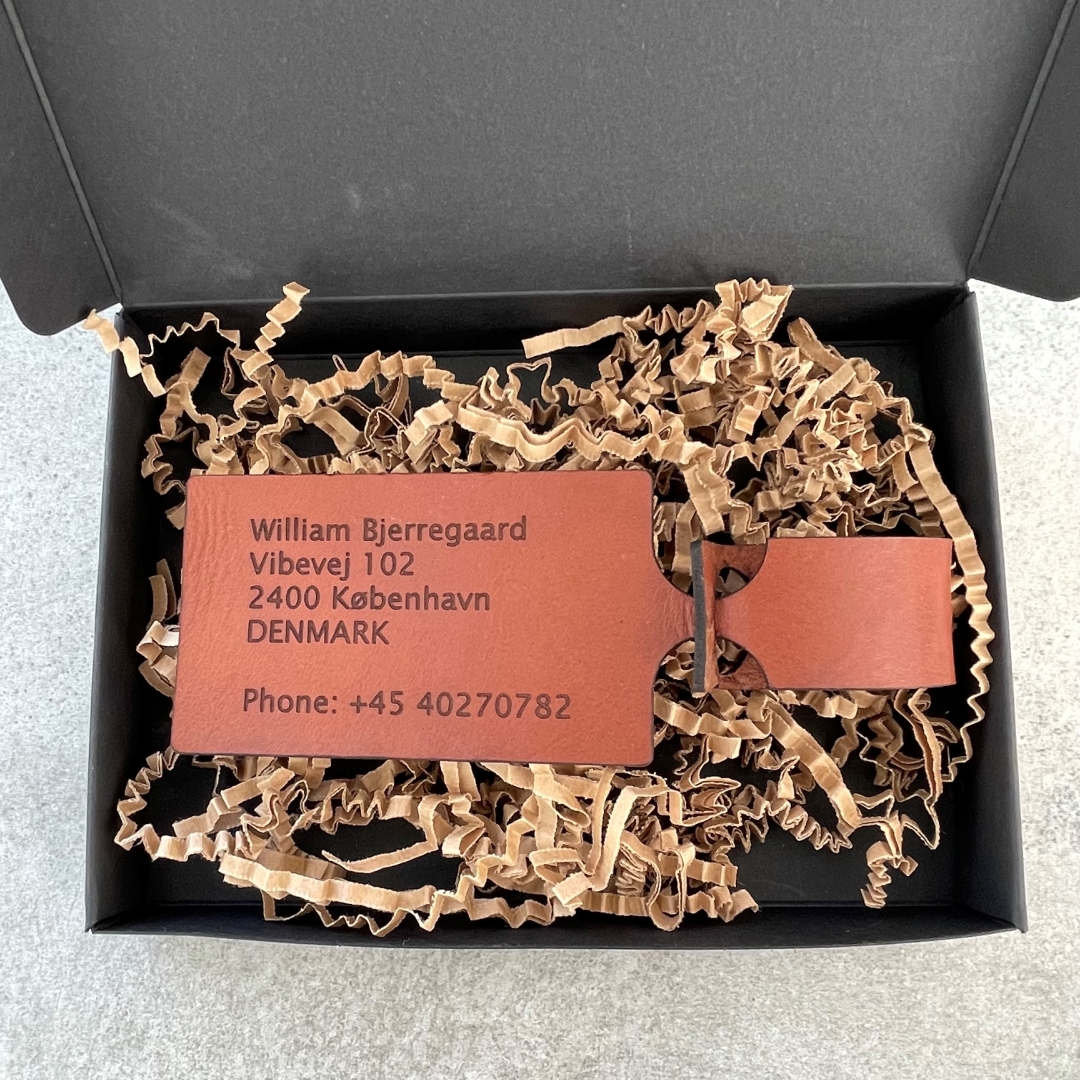 William Bjerregaard
Vibevej 102
2400 København
DENMARK
Phone: +45 40270782